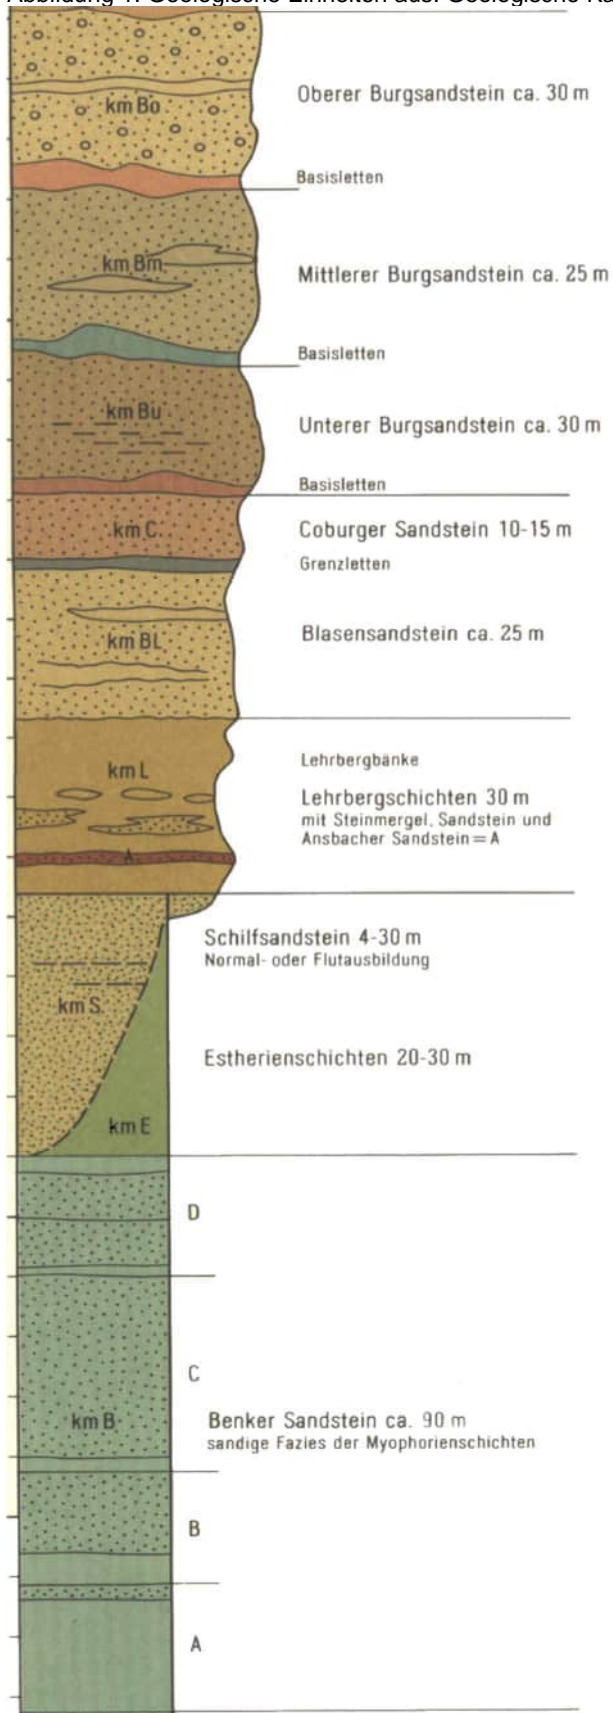 Oberer Burgsandstein ca. 30 m
km Bo
Basisletten
km Bm
Mittlerer Burgsandstein ca. 25 m
Basisletten
km Bu
Unterer Burgsandstein ca. 30 m
Basisletten
km C
Coburger Sandstein 10-15 m
Grenzletten
km BL
Blasensandstein ca. 25 m
Lehrbergbänke
km L
Lehrbergschichten 30 m
mit Steinmergel, Sandstein und
Ansbacher Sandstein = A
A
Schilfsandstein 4-30 m
Normal- oder Flutausbildung
km S
Estherienschichten 20-30 m
km E
D
C
km B
Benker Sandstein ca. 90 m
sandige Fazies der Myophorienschichten
B
A